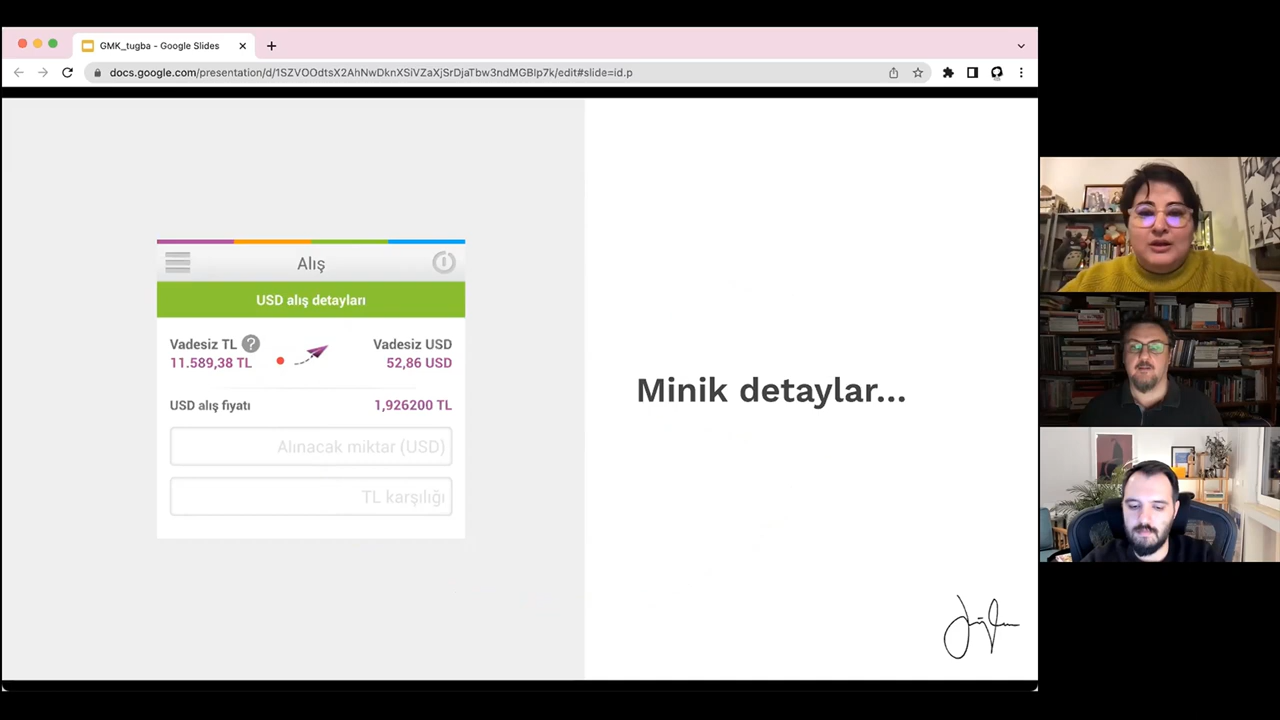 GMK_tugba - Google Slides
docs.google.com/presentation/d/1SZVOOdtsX2AhNwDknXSiVZaXjSrDjaTbw3ndMGBlp7k/edit#slide=id.p
Alış
USD alış detayları
Vadesiz TL ?
11.589,38 TL
Vadesiz USD
52,86 USD
USD alış fiyatı
1,926200 TL
Alınacak miktar (USD)
TL karşılığı
Minik detaylar...